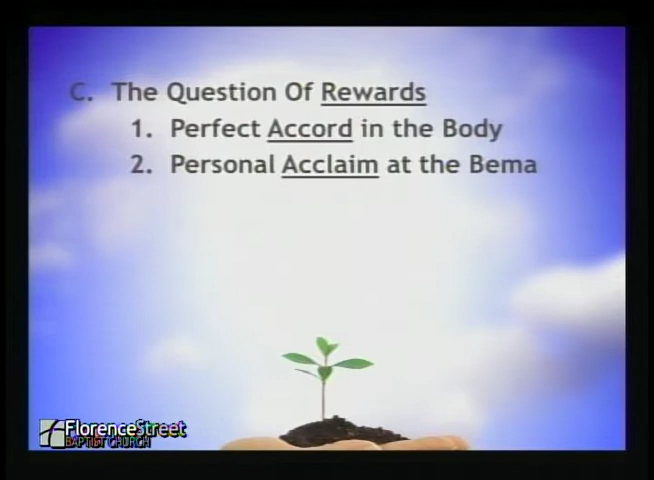 C. The Question Of Rewards
1. Perfect Accord in the Body
2. Personal Acclaim at the Bema
FlorenceStreet
BAPTIST CHURCH